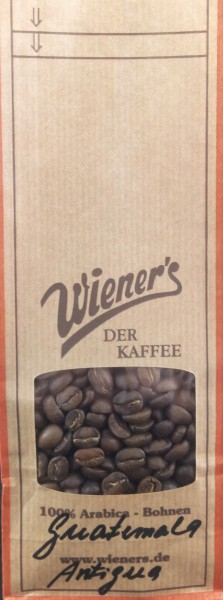 Wiener's
DER
KAFFEE
100% Arabica - Bohnen
Guatemala
www.wieners.de
Antigua